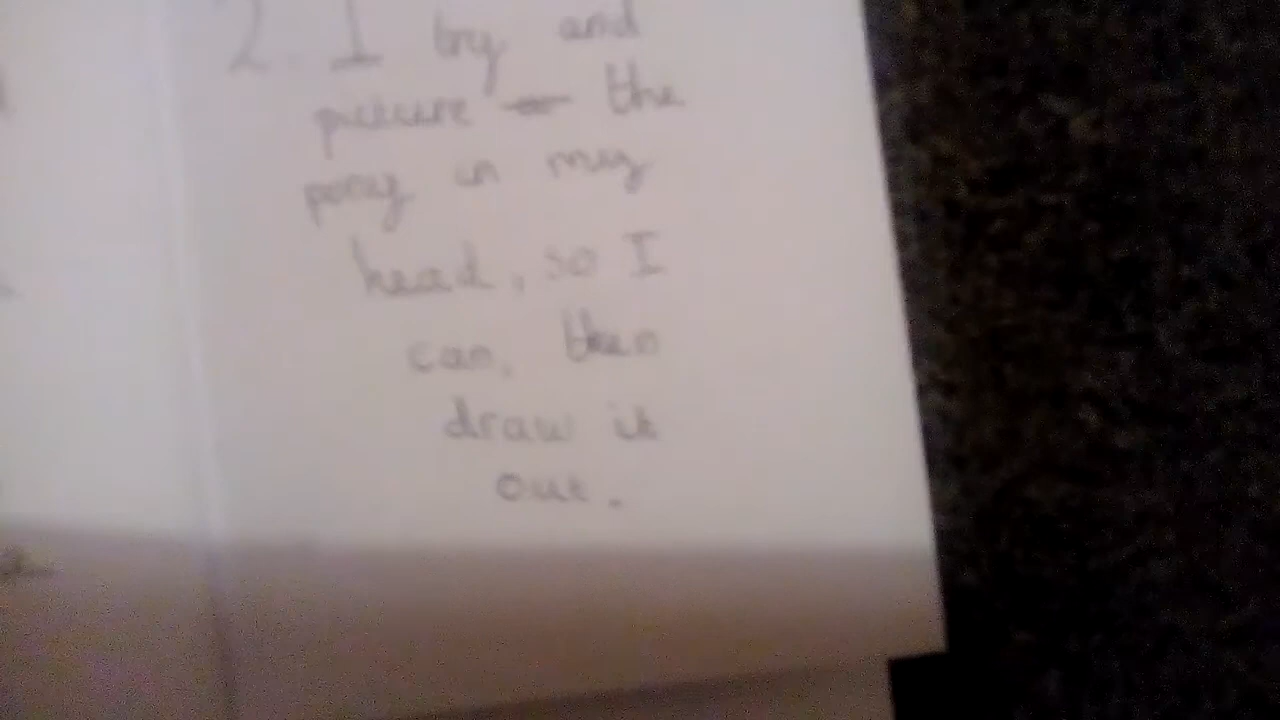 2. I try and
picture the
pony in my
head, so I
can, then
draw it
out.